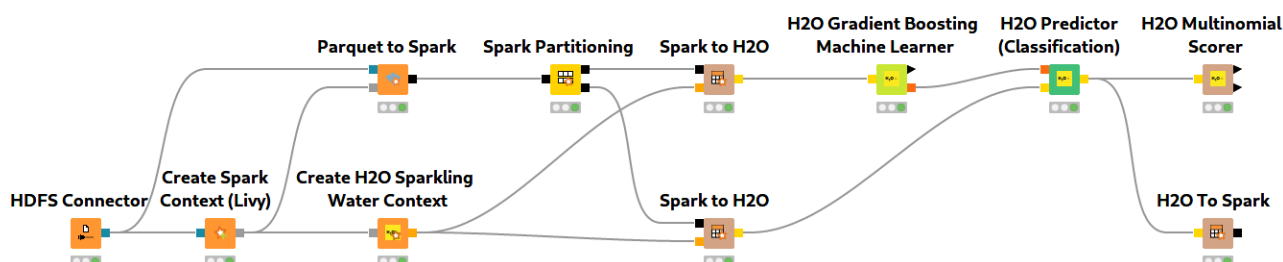 H2O Gradient Boosting
Machine Learner
H2O Predictor
(Classification)
H2O Multinomial
Scorer
Parquet to Spark
Spark Partitioning
Spark to H2O
HDFS Connector
Create Spark
Context (Livy)
Create H2O Sparkling
Water Context
Spark to H2O
H2O To Spark